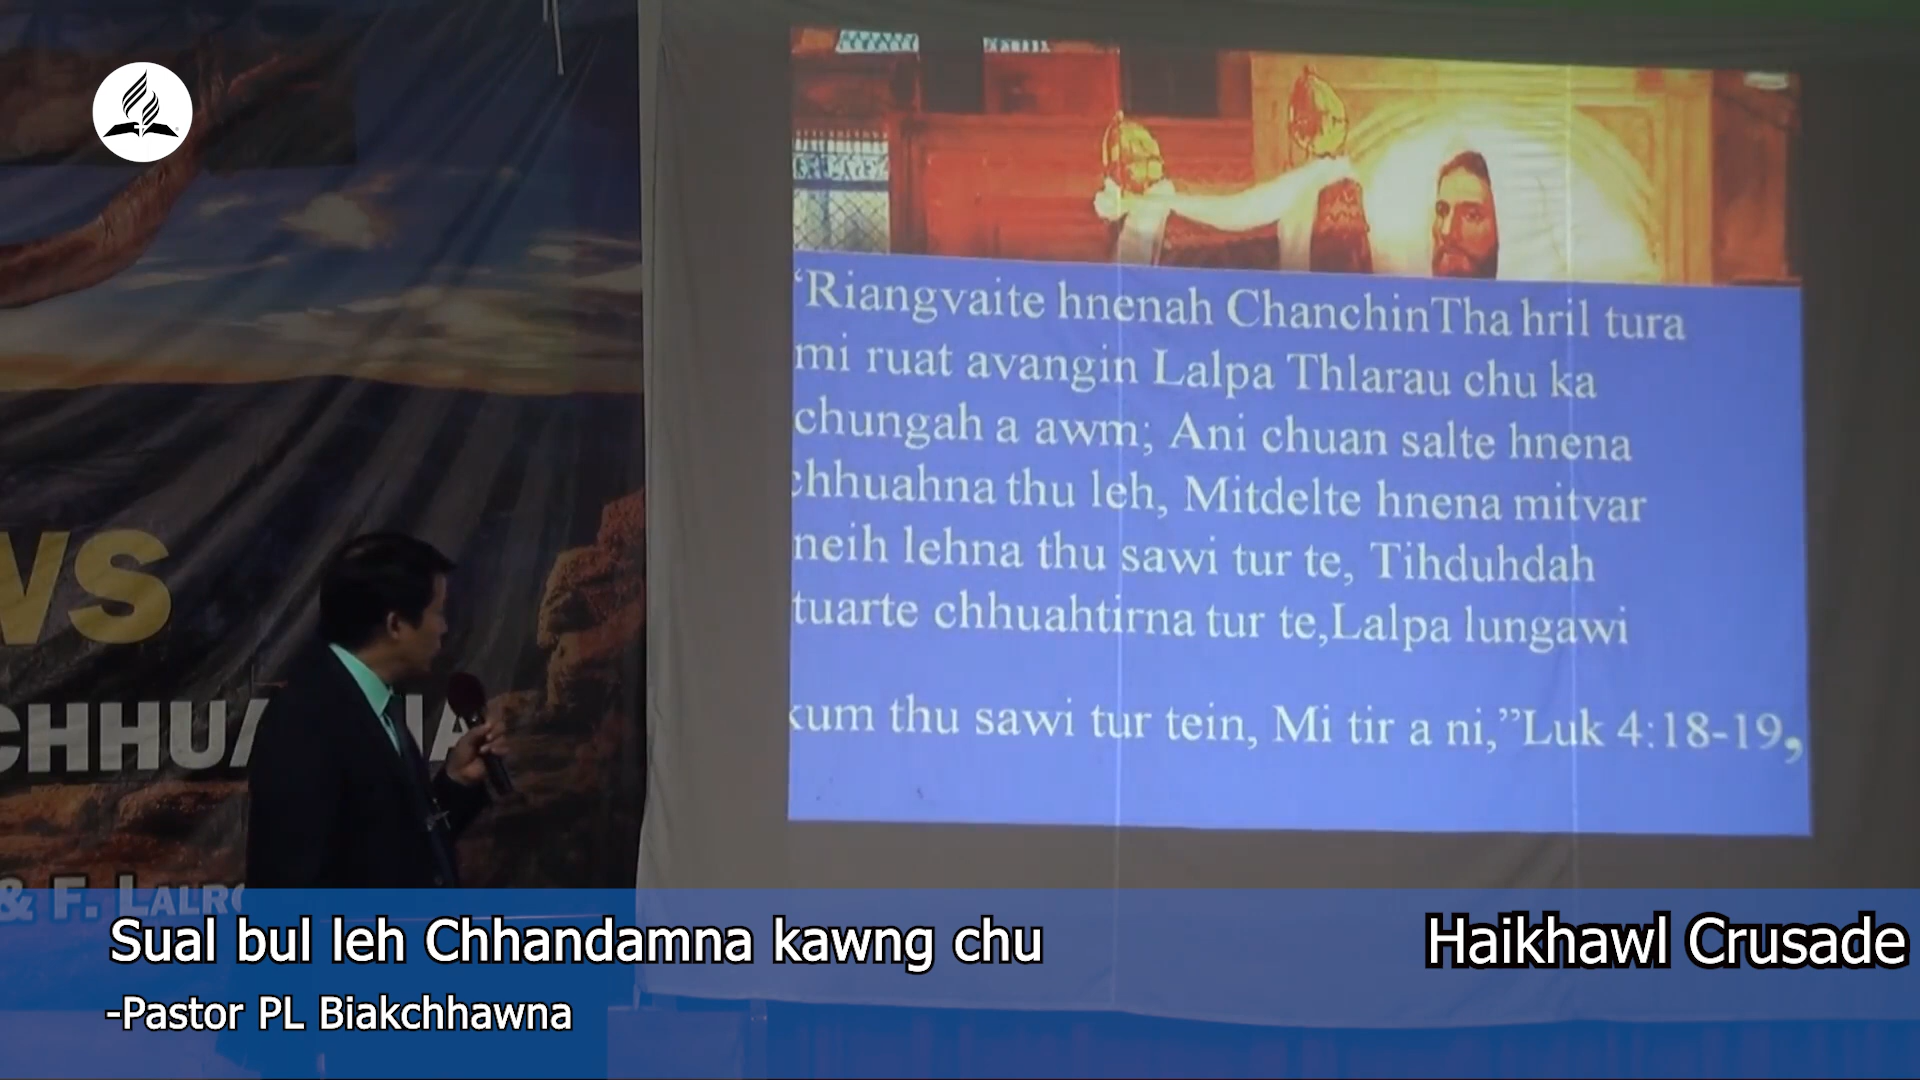 ‘Riangvaite hnenah ChanchinTha hril tura
mi ruat avangin Lalpa Thlarau chu ka
chungah a awm; Ani chuan salte hnena
chhuahna thu leh, Mitdelte hnena mitvar
neih lehna thu sawi tur te, Tihduhdah
tuarte chhuahtirna tur te,Lalpa lungawi
kum thu sawi tur tein, Mi tir a ni,”Luk 4:18-19,
WS
& F.
Sual bul leh Chhandamna kawng chu
-Pastor PL Biakchhawna
Haikhawl Crusade